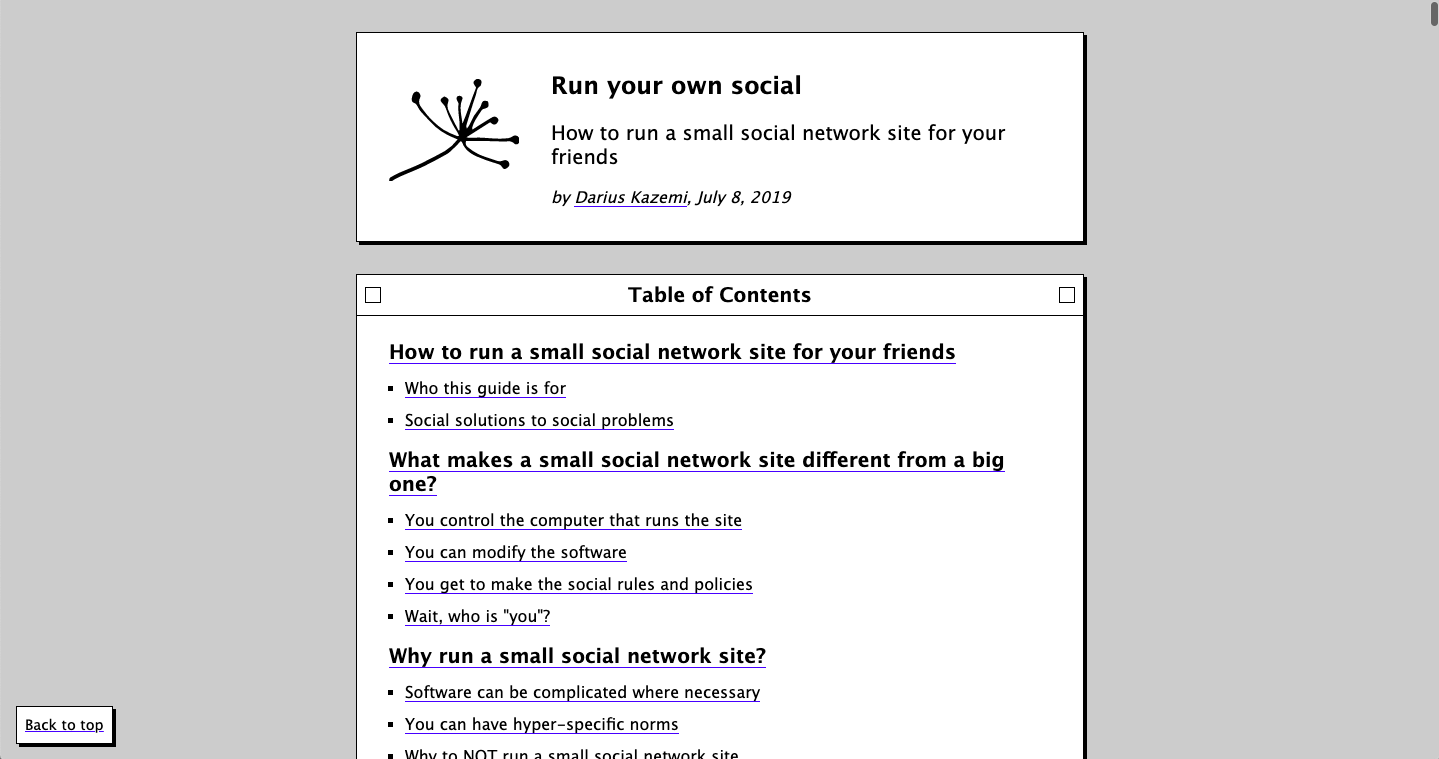 Run your own social
How to run a small social network site for your
friends
by Darius Kazemi, July 8, 2019
Table of Contents
How to run a small social network site for your friends
Who this guide is for
Social solutions to social problems
What makes a small social network site different from a big
one?
You control the computer that runs the site
You can modify the software
You get to make the social rules and policies
Wait, who is "you"?
Why run a small social network site?
Software can be complicated where necessary
You can have hyper-specific norms
Why to NOT run a small social network site
Back to top